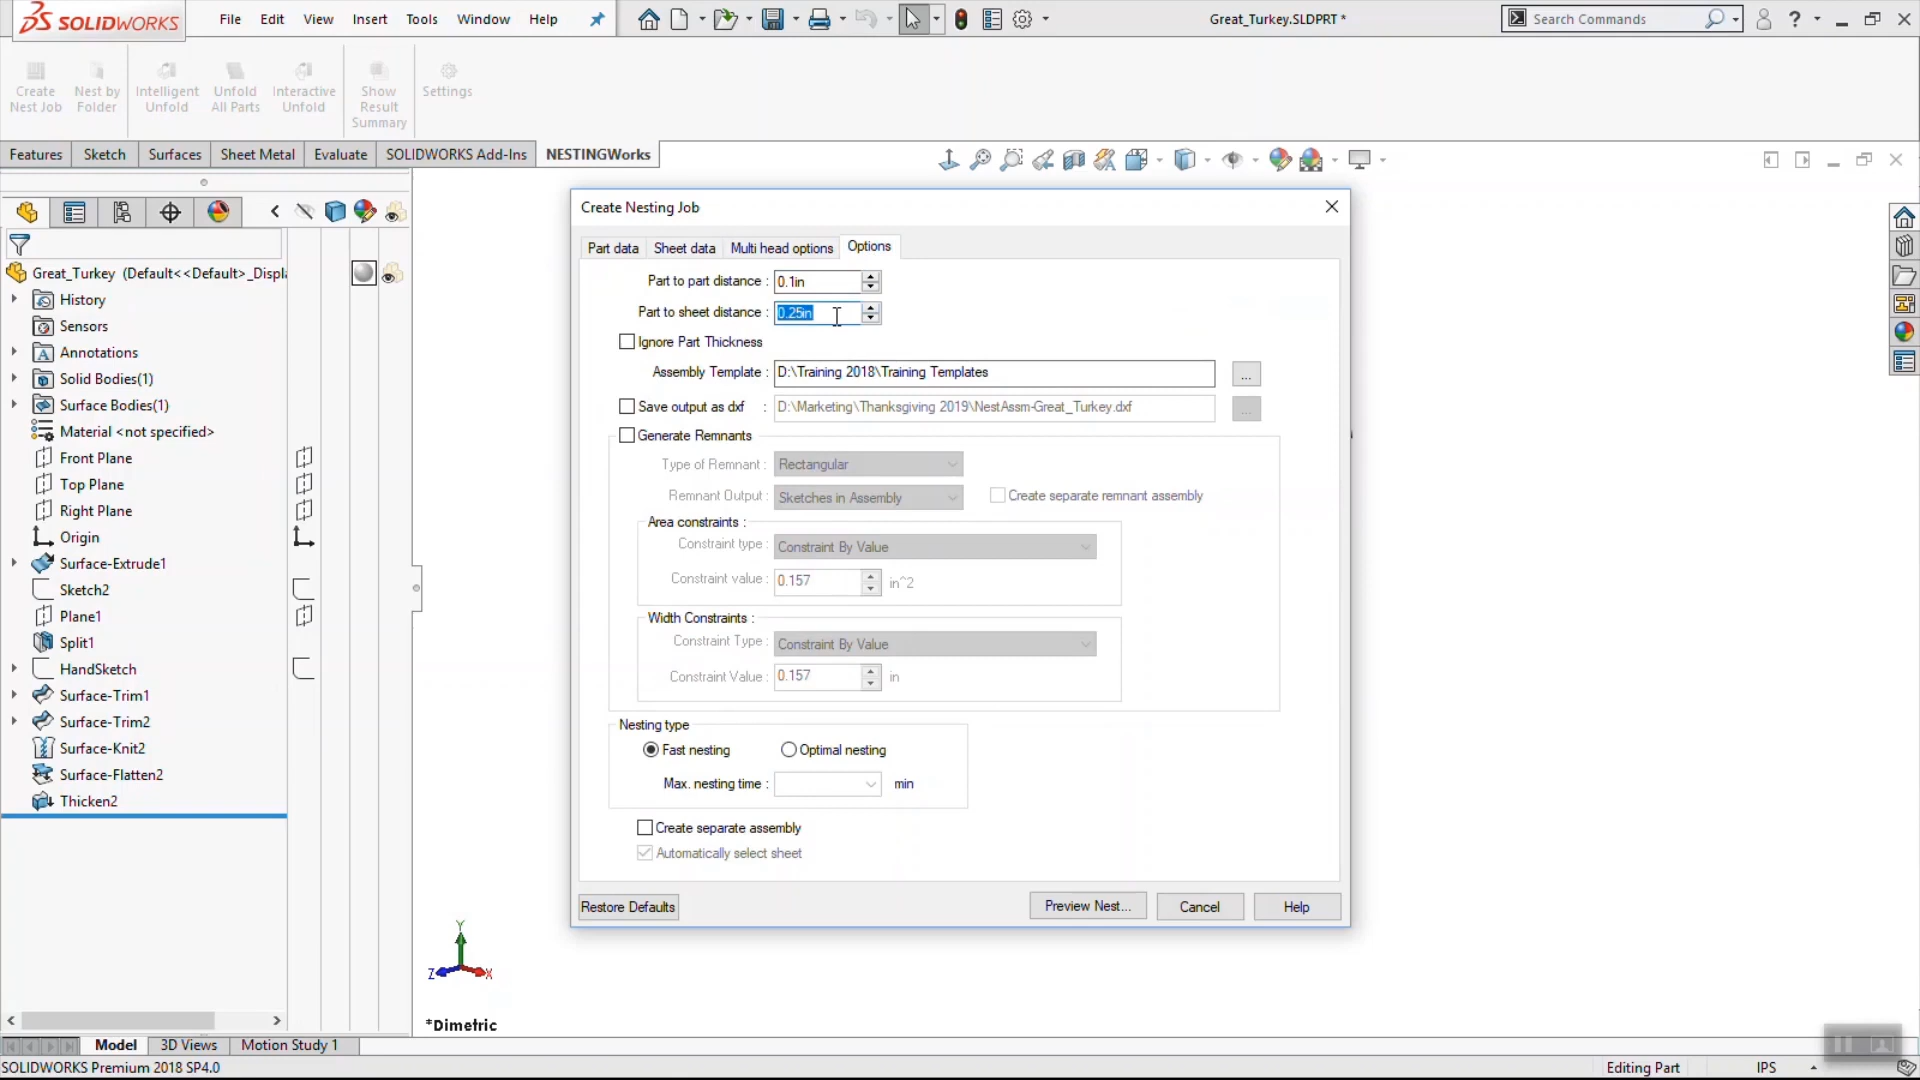 SOLIDWORKS File Edit View Insert Tools Window Help Great_Turkey.SLDPRT * Search Commands ?
Create Nest Job
Nest by Folder
Intelligent Unfold
Unfold All Parts
Interactive Unfold
Show Result Summary
Settings
Features Sketch Surfaces Sheet Metal Evaluate SOLIDWORKS Add-Ins NESTINGWorks
Great_Turkey (Default<<Default>_Displ
History
Sensors
Annotations
Solid Bodies(1)
Surface Bodies(1)
Material <not specified>
Front Plane
Top Plane
Right Plane
Origin
Surface-Extrude1
Sketch2
Plane1
Split1
HandSketch
Surface-Trim1
Surface-Trim2
Surface-Knit2
Surface-Flatten2
Thicken2
Create Nesting Job
Part data Sheet data Multi head options Options
Part to part distance : 0.1in
Part to sheet distance : 0.25in
Ignore Part Thickness
Assembly Template : D:\Training 2018\Training Templates ...
Save output as dxf : D:\Marketing\Thanksgiving 2019\NestAssm-Great_Turkey.dxf ...
Generate Remnants
Type of Remnant : Rectangular
Remnant Output : Sketches in Assembly Create separate remnant assembly
Area constraints :
Constraint type : Constraint By Value
Constraint value : 0.157 in^2
Width Constraints :
Constraint Type : Constraint By Value
Constraint Value : 0.157 in
Nesting type
Fast nesting Optimal nesting
Max. nesting time : min
Create separate assembly
Automatically select sheet
Restore Defaults Preview Nest... Cancel Help
Y
Z X
*Dimetric
Model 3D Views Motion Study 1
SOLIDWORKS Premium 2018 SP4.0 Editing Part IPS